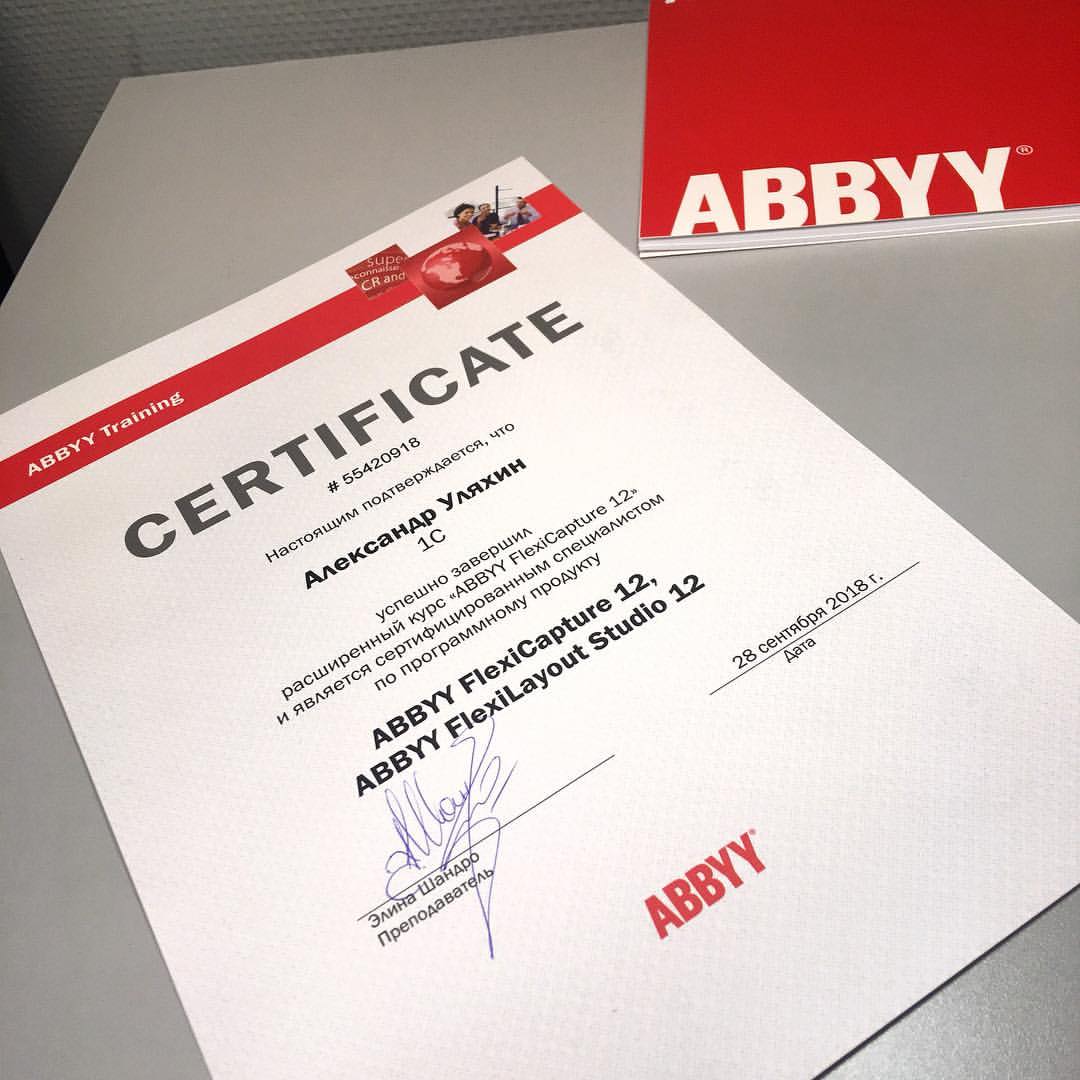 ABBYY®
super
connaisse
CR and
ABBYY Training
CERTIFICATE
# 55420918
Настоящим подтверждается, что
Александр Уляхин
1С
успешно завершил
расширенный курс «ABBYY FlexiCapture 12»
и является сертифицированным специалистом
по программному продукту
ABBYY FlexiCapture 12,
ABBYY FlexiLayout Studio 12
28 сентября 2018 г.
Дата
Элина Шандро
Преподаватель
ABBYY®